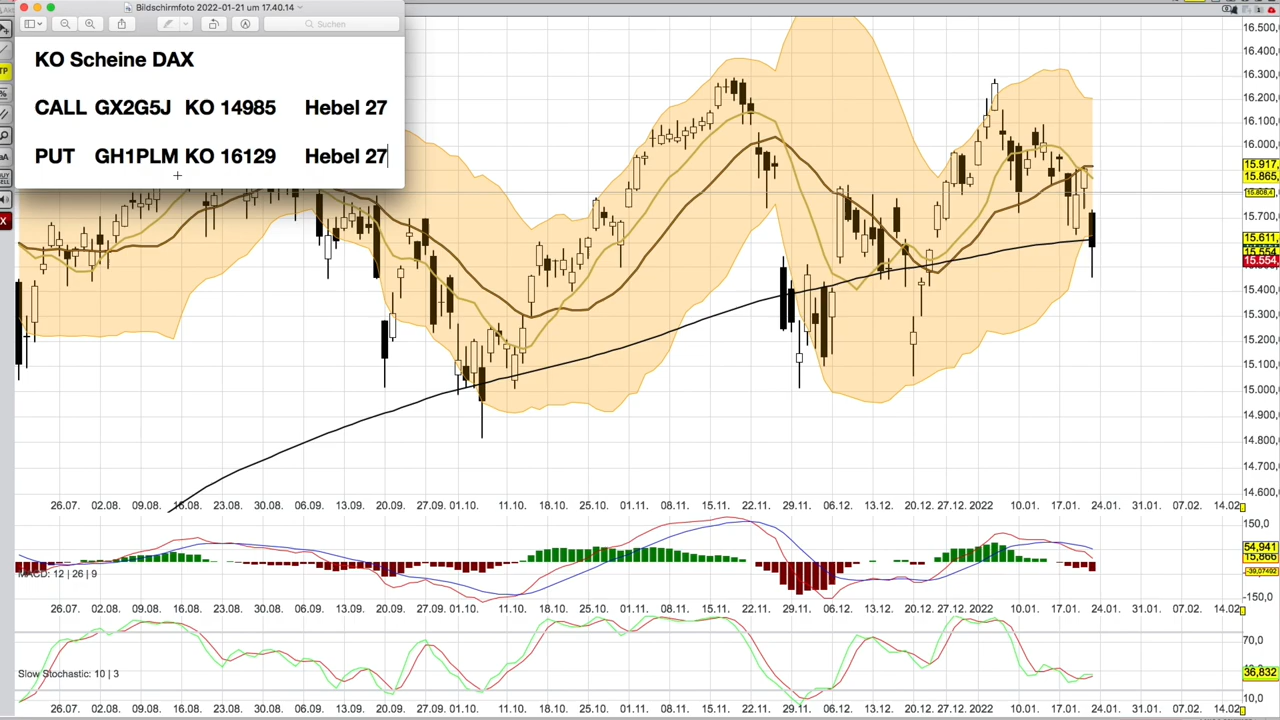 Bildschirmfoto 2022-01-21 um 17.40.14
Suchen
KO Scheine DAX
CALL GX2G5J KO 14985 Hebel 27
PUT GH1PLM KO 16129 Hebel 27
16.500,
16.400,
16.300,
16.200,
16.100,
16.000,
15.917,
15.865,
15.700,
15.611,
15.554,
15.400,
15.300,
15.200,
15.100,
15.000,
14.900,
14.800,
14.700,
14.600,
26.07. 02.08. 09.08. 16.08. 23.08. 30.08. 06.09. 13.09. 20.09. 27.09. 01.10. 11.10. 18.10. 25.10. 01.11. 08.11. 15.11. 22.11. 29.11. 06.12. 13.12. 20.12. 27.12. 2022 10.01. 17.01. 24.01. 31.01. 07.02. 14.02
150,0
54,941
-39,07492
MACD: 12 | 26 | 9
-150,0
26.07. 02.08. 09.08. 16.08. 23.08. 30.08. 06.09. 13.09. 20.09. 27.09. 01.10. 11.10. 18.10. 25.10. 01.11. 08.11. 15.11. 22.11. 29.11. 06.12. 13.12. 20.12. 27.12. 2022 10.01. 17.01. 24.01. 31.01. 07.02. 14.02
70,0
Slow Stochastic: 10 | 3
36,832
10,0
26.07. 02.08. 09.08. 16.08. 23.08. 30.08. 06.09. 13.09. 20.09. 27.09. 01.10. 11.10. 18.10. 25.10. 01.11. 08.11. 15.11. 22.11. 29.11. 06.12. 13.12. 20.12. 27.12. 2022 10.01. 17.01. 24.01. 31.01. 07.02. 14.02